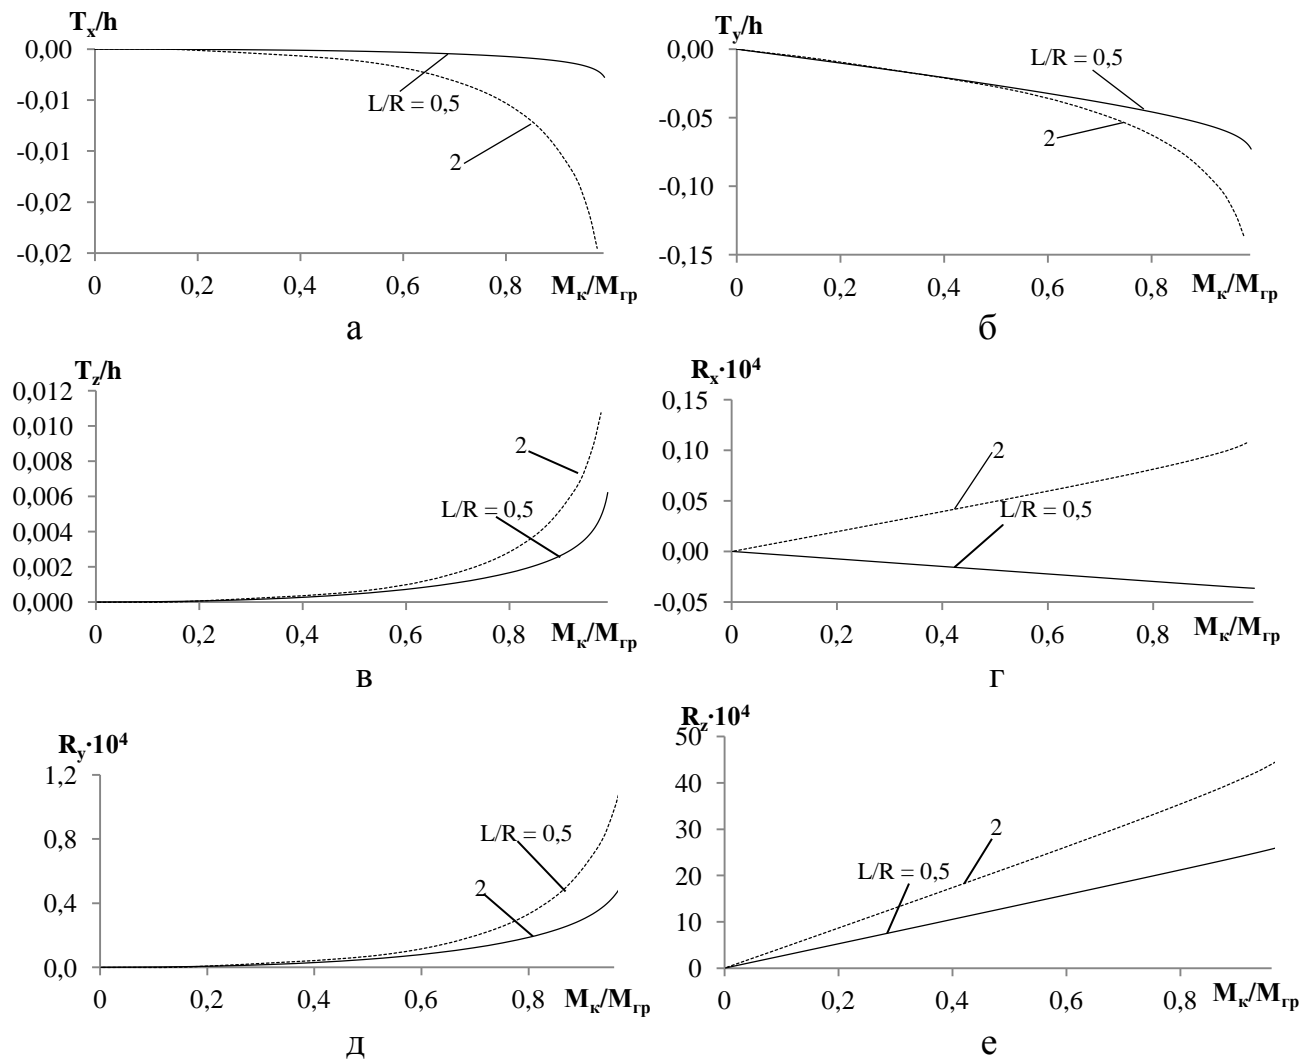 Tx/h
0,00
-0,01
-0,01
-0,02
-0,02
L/R = 0,5
2
0 0,2 0,4 0,6 0,8 Mк/Mгр
а
Ty/h
0,00
-0,05
-0,10
-0,15
L/R = 0,5
2
0 0,2 0,4 0,6 0,8 Mк/Mгр
б
Tz/h
0,012
0,010
0,008
0,006
0,004
0,002
0,000
2
L/R = 0,5
0 0,2 0,4 0,6 0,8 Mк/Mгр
в
Rx·10⁴
0,15
0,10
0,05
0,00
-0,05
2
L/R = 0,5
0 0,2 0,4 0,6 0,8 Mк/Mгр
г
Ry·10⁴
1,2
0,8
0,4
0,0
L/R = 0,5
2
0 0,2 0,4 0,6 0,8 Mк/Mгр
д
Rz·10⁴
50
40
30
20
10
0
2
L/R = 0,5
0 0,2 0,4 0,6 0,8 Mк/Mгр
е